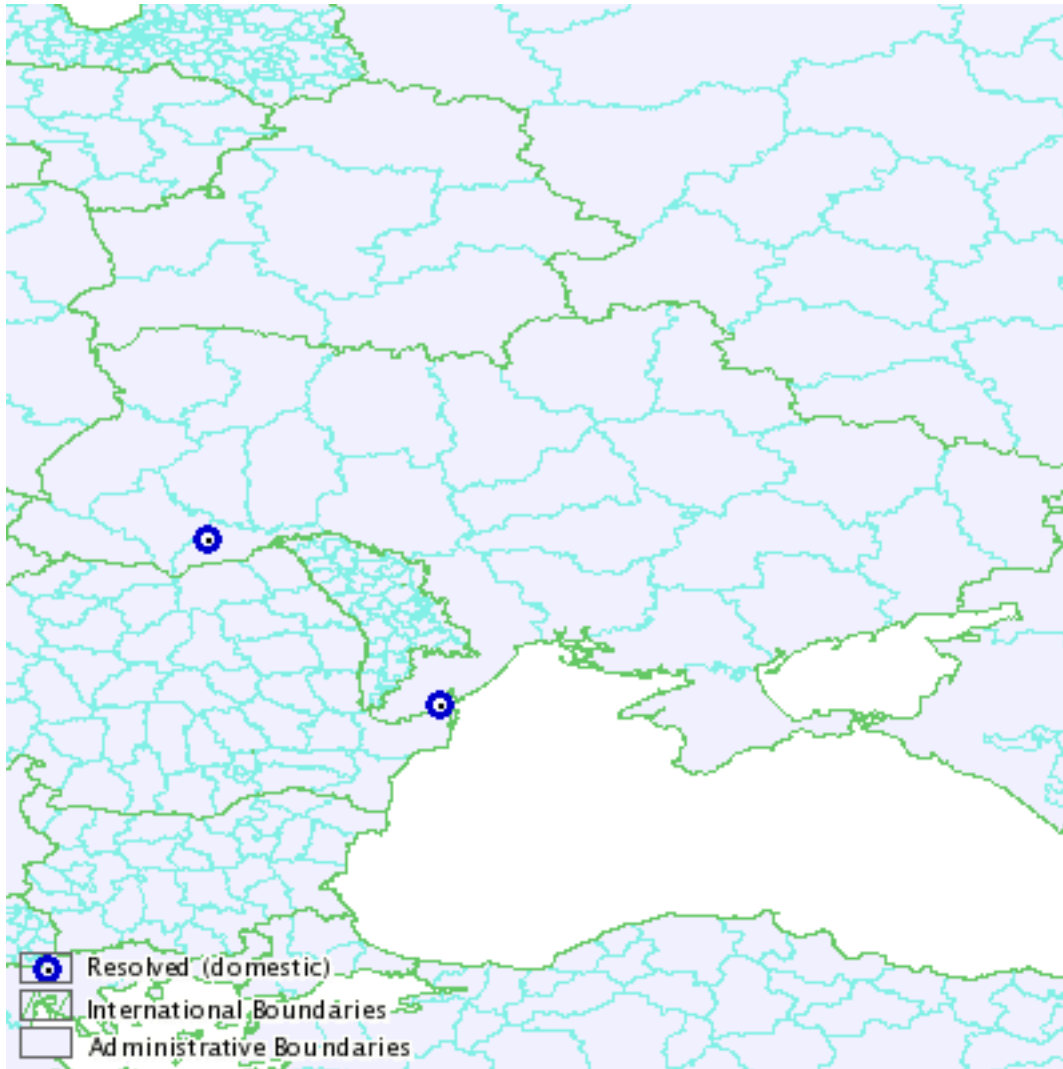 Resolved (domestic)
International Boundaries
Administrative Boundaries